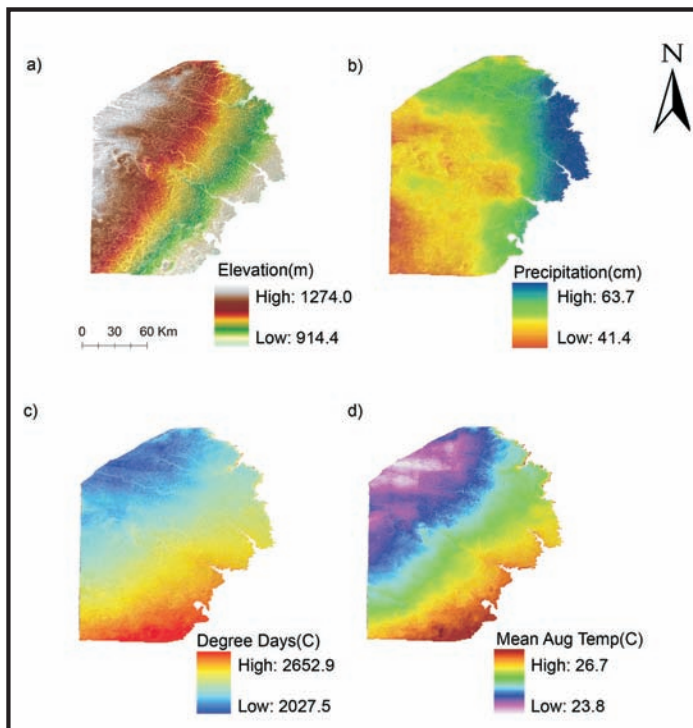 a)
b)
N
Elevation(m)
High: 1274.0
Low: 914.4
0 30 60 Km
Precipitation(cm)
High: 63.7
Low: 41.4
c)
d)
Degree Days(C)
High: 2652.9
Low: 2027.5
Mean Aug Temp(C)
High: 26.7
Low: 23.8